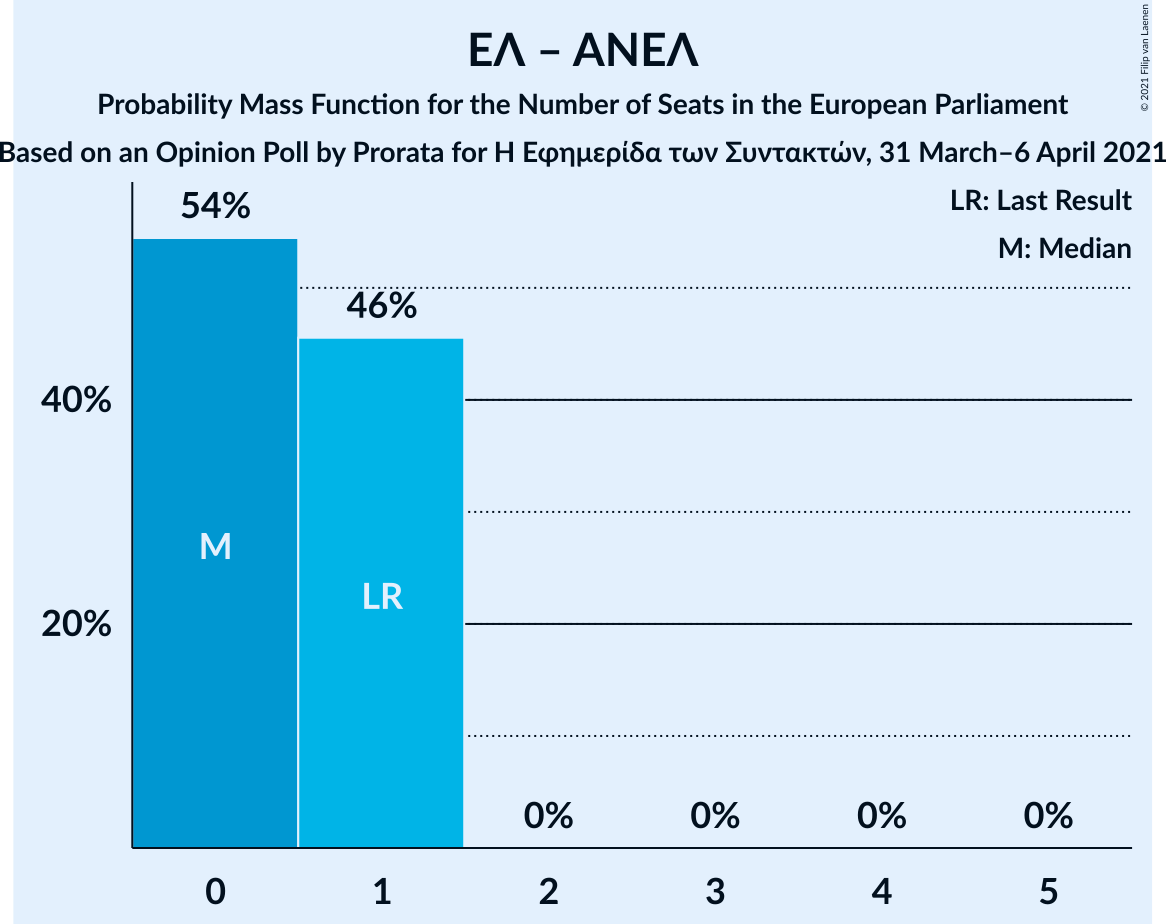 ΕΛ – ΑΝΕΛ
Probability Mass Function for the Number of Seats in the European Parliament
Based on an Opinion Poll by Prorata for Η Εφημερίδα των Συντακτών, 31 March–6 April 2021
© 2021 Filip van Laenen
LR: Last Result
M: Median
54%
46%
40%
20%
M
LR
0% 0% 0% 0%
0 1 2 3 4 5